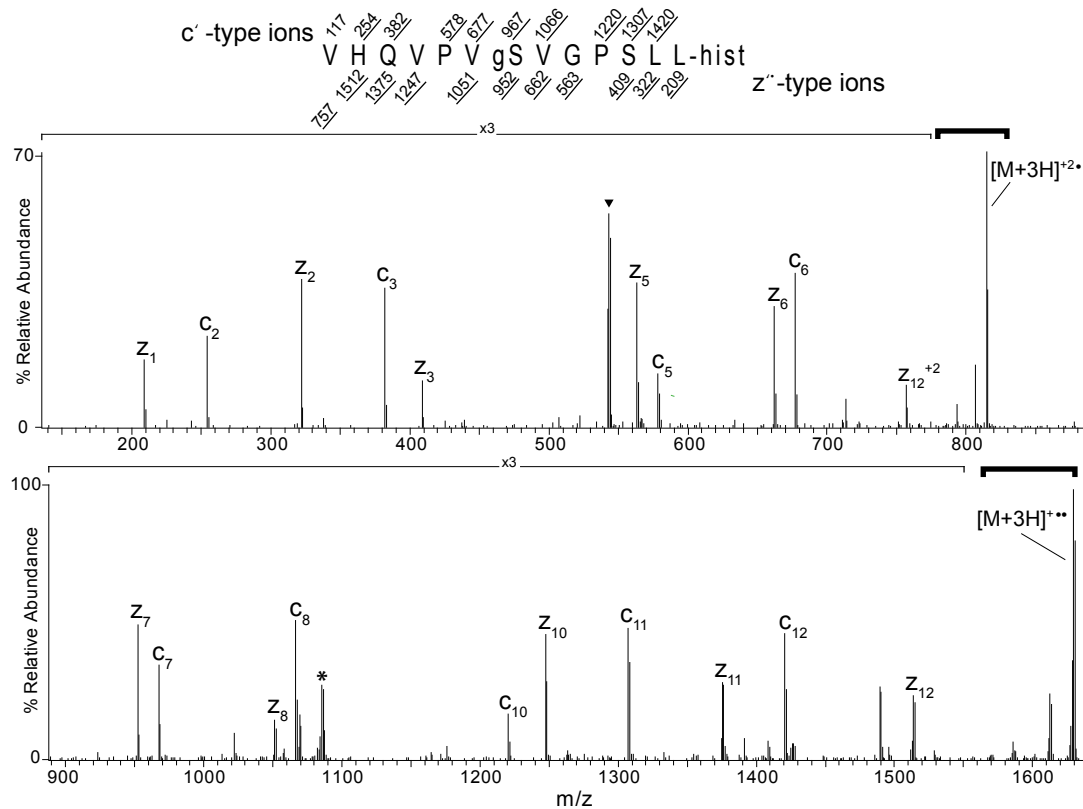 c´-type ions 117 254 382 578 677 967 1066 1220 1307 1420
V H Q V P V gS V G P S L L-hist
757 1512 1375 1247 1051 952 662 563 409 322 209 z¨-type ions
x3
70
% Relative Abundance
0
[M+3H]+2•
z1
c2
z2
c3
z3
▼
z5
c5
z6
c6
z12+2
200 300 400 500 600 700 800
x3
100
% Relative Abundance
0
[M+3H]+••
z7
c7
z8
c8
*
c10
z10
c11
z11
c12
z12
900 1000 1100 1200 1300 1400 1500 1600
m/z